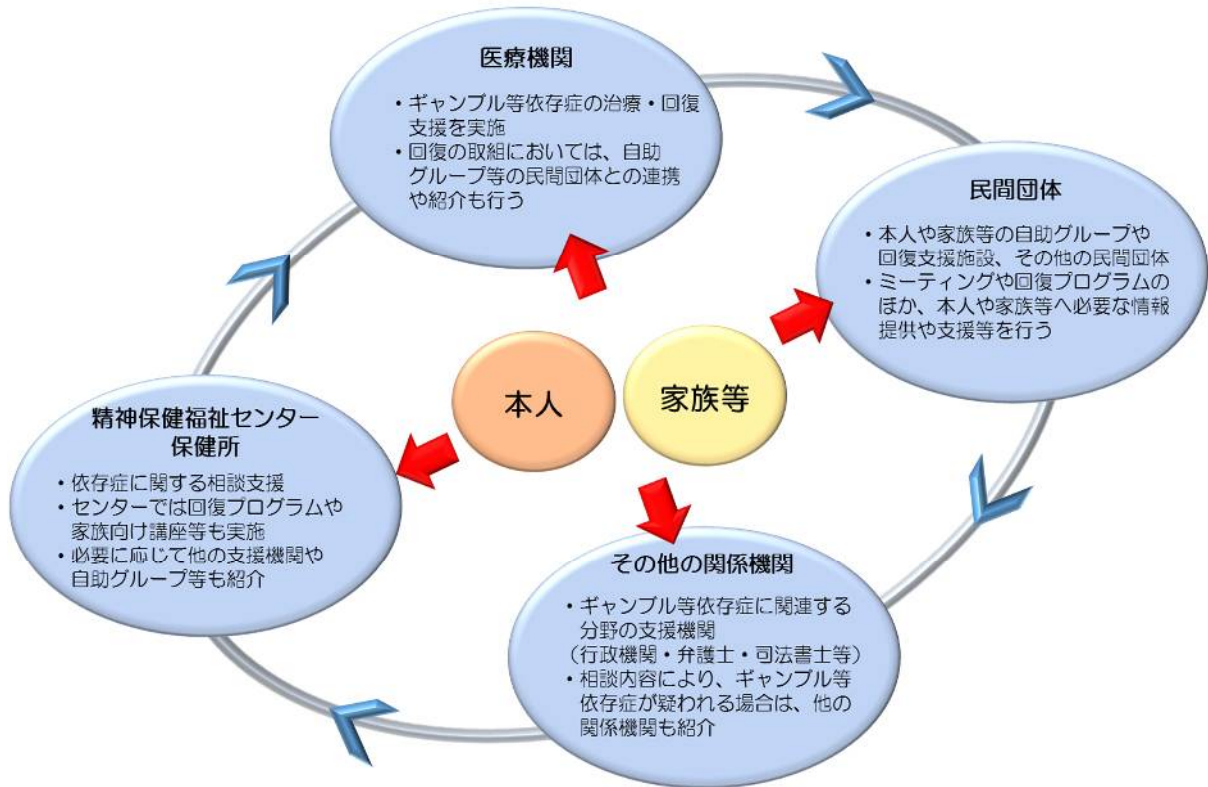 医療機関
・ギャンブル等依存症の治療・回復
支援を実施
・回復の取組においては、自助
グループ等の民間団体との連携
や紹介も行う
民間団体
・本人や家族等の自助グループや
回復支援施設、その他の民間団体
・ミーティングや回復プログラムの
ほか、本人や家族等へ必要な情報
提供や支援等を行う
本人
家族等
精神保健福祉センター
保健所
・依存症に関する相談支援
・センターでは回復プログラムや
家族向け講座等も実施
・必要に応じて他の支援機関や
自助グループ等も紹介
その他の関係機関
・ギャンブル等依存症に関連する
分野の支援機関
（行政機関・弁護士・司法書士等）
・相談内容により、ギャンブル等
依存症が疑われる場合は、他の
関係機関も紹介